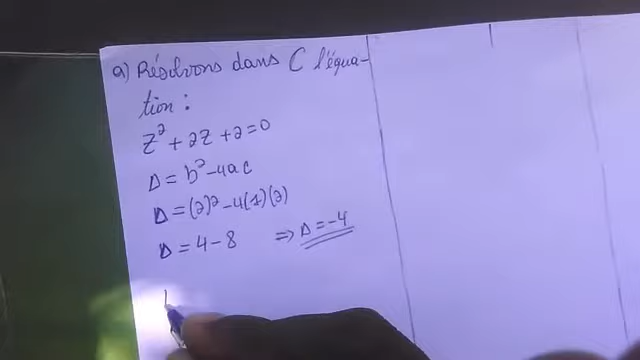 a) Résolvons dans C l'équa-
tion :
Z² + 2Z + 2 = 0
Δ = b² - 4ac
Δ = (2)² - 4(1)(2)
Δ = 4 - 8 ⇒ Δ = -4